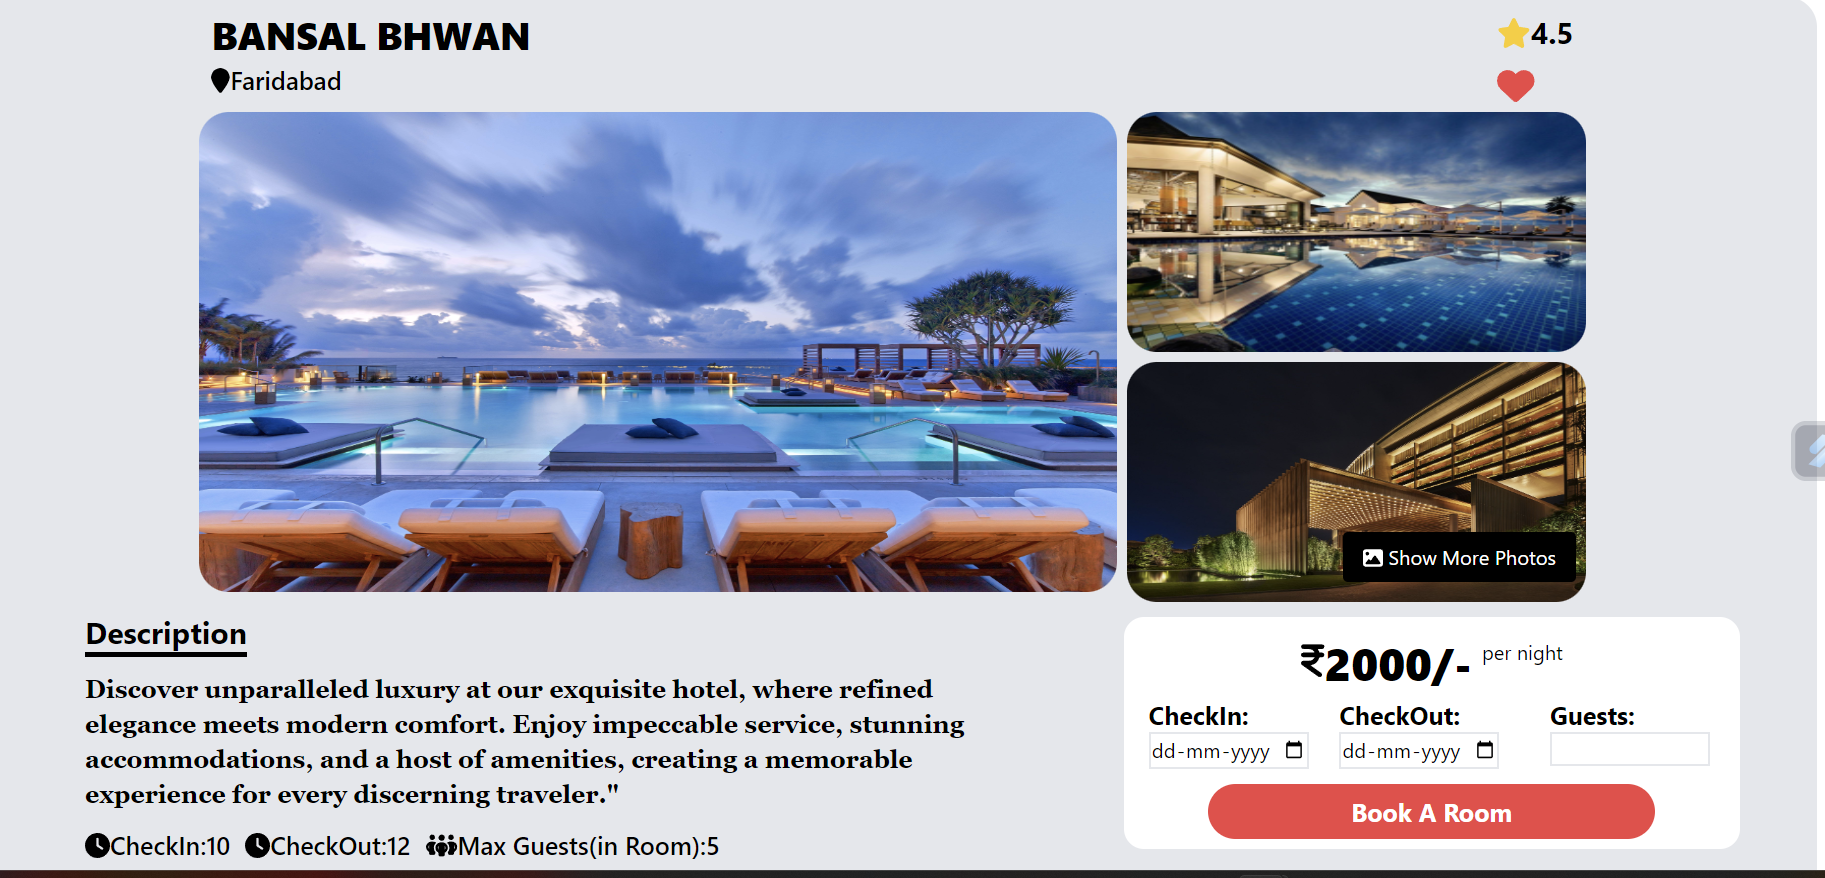 BANSAL BHWAN
4.5
Faridabad
Show More Photos
Description
Discover unparalleled luxury at our exquisite hotel, where refined
elegance meets modern comfort. Enjoy impeccable service, stunning
accommodations, and a host of amenities, creating a memorable
experience for every discerning traveler."
CheckIn:10 CheckOut:12 Max Guests(in Room):5
₹2000/- per night
CheckIn: CheckOut: Guests:
dd-mm-yyyy dd-mm-yyyy
Book A Room